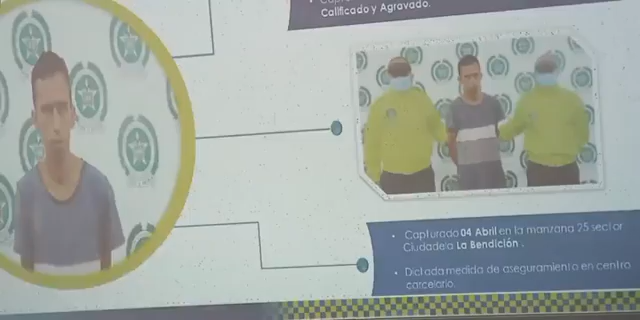 Calificado y Agravado.
• Capturado 04 Abril en la manzana 25 sector
Ciudadela La Bendición .
• Dictada medida de aseguramiento en centro
carcelario.